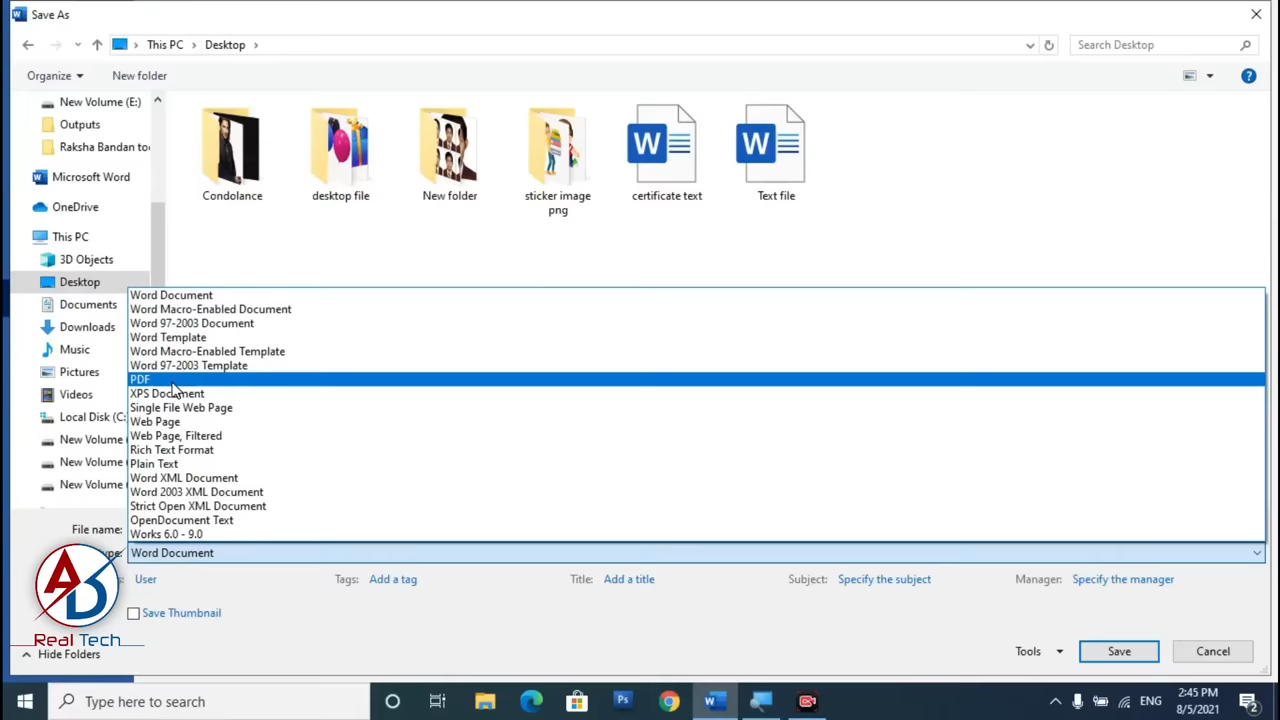 Save As
This PC
Desktop
Search Desktop
Organize
New folder
New Volume (E:)
Outputs
Raksha Bandan too
Microsoft Word
OneDrive
This PC
3D Objects
Desktop
Documents
Downloads
Music
Pictures
Videos
Local Disk (C:
New Volume
New Volume
New Volume
Condolance
desktop file
New folder
sticker image
png
certificate text
Text file
Word Document
Word Macro-Enabled Document
Word 97-2003 Document
Word Template
Word Macro-Enabled Template
Word 97-2003 Template
PDF
XPS Document
Single File Web Page
Web Page
Web Page, Filtered
Rich Text Format
Plain Text
Word XML Document
Word 2003 XML Document
Strict Open XML Document
OpenDocument Text
Works 6.0 - 9.0
File name:
Word Document
User
Tags: Add a tag
Title: Add a title
Subject: Specify the subject
Manager: Specify the manager
Save Thumbnail
Real Tech
Hide Folders
Tools
Save
Cancel
Type here to search
Ps
ENG
2:45 PM
8/5/2021
2